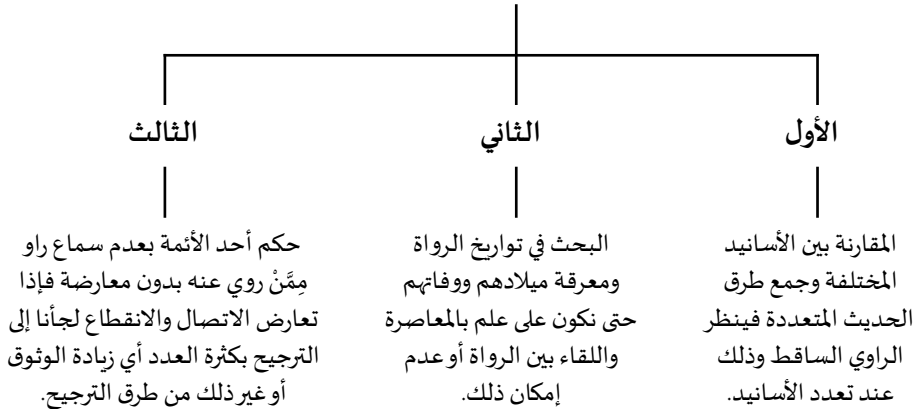 الأول
المقارنة بين الأسانيد
المختلفة وجمع طرق
الحديث المتعددة فينظر
الراوي الساقط وذلك
عند تعدد الأسانيد.
الثاني
البحث في تواريخ الرواة
ومعرقة ميلادهم ووفاتهم
حتى نكون على علم بالمعاصرة
واللقاء بين الرواة أو عدم
إمكان ذلك.
الثالث
حكم أحد الأئمة بعدم سماع راو
مِمَّنْ روي عنه بدون معارضة فإذا
تعارض الاتصال والانقطاع لجأنا إلى
الترجيح بكثرة العدد أي زيادة الوثوق
أو غير ذلك من طرق الترجيح.